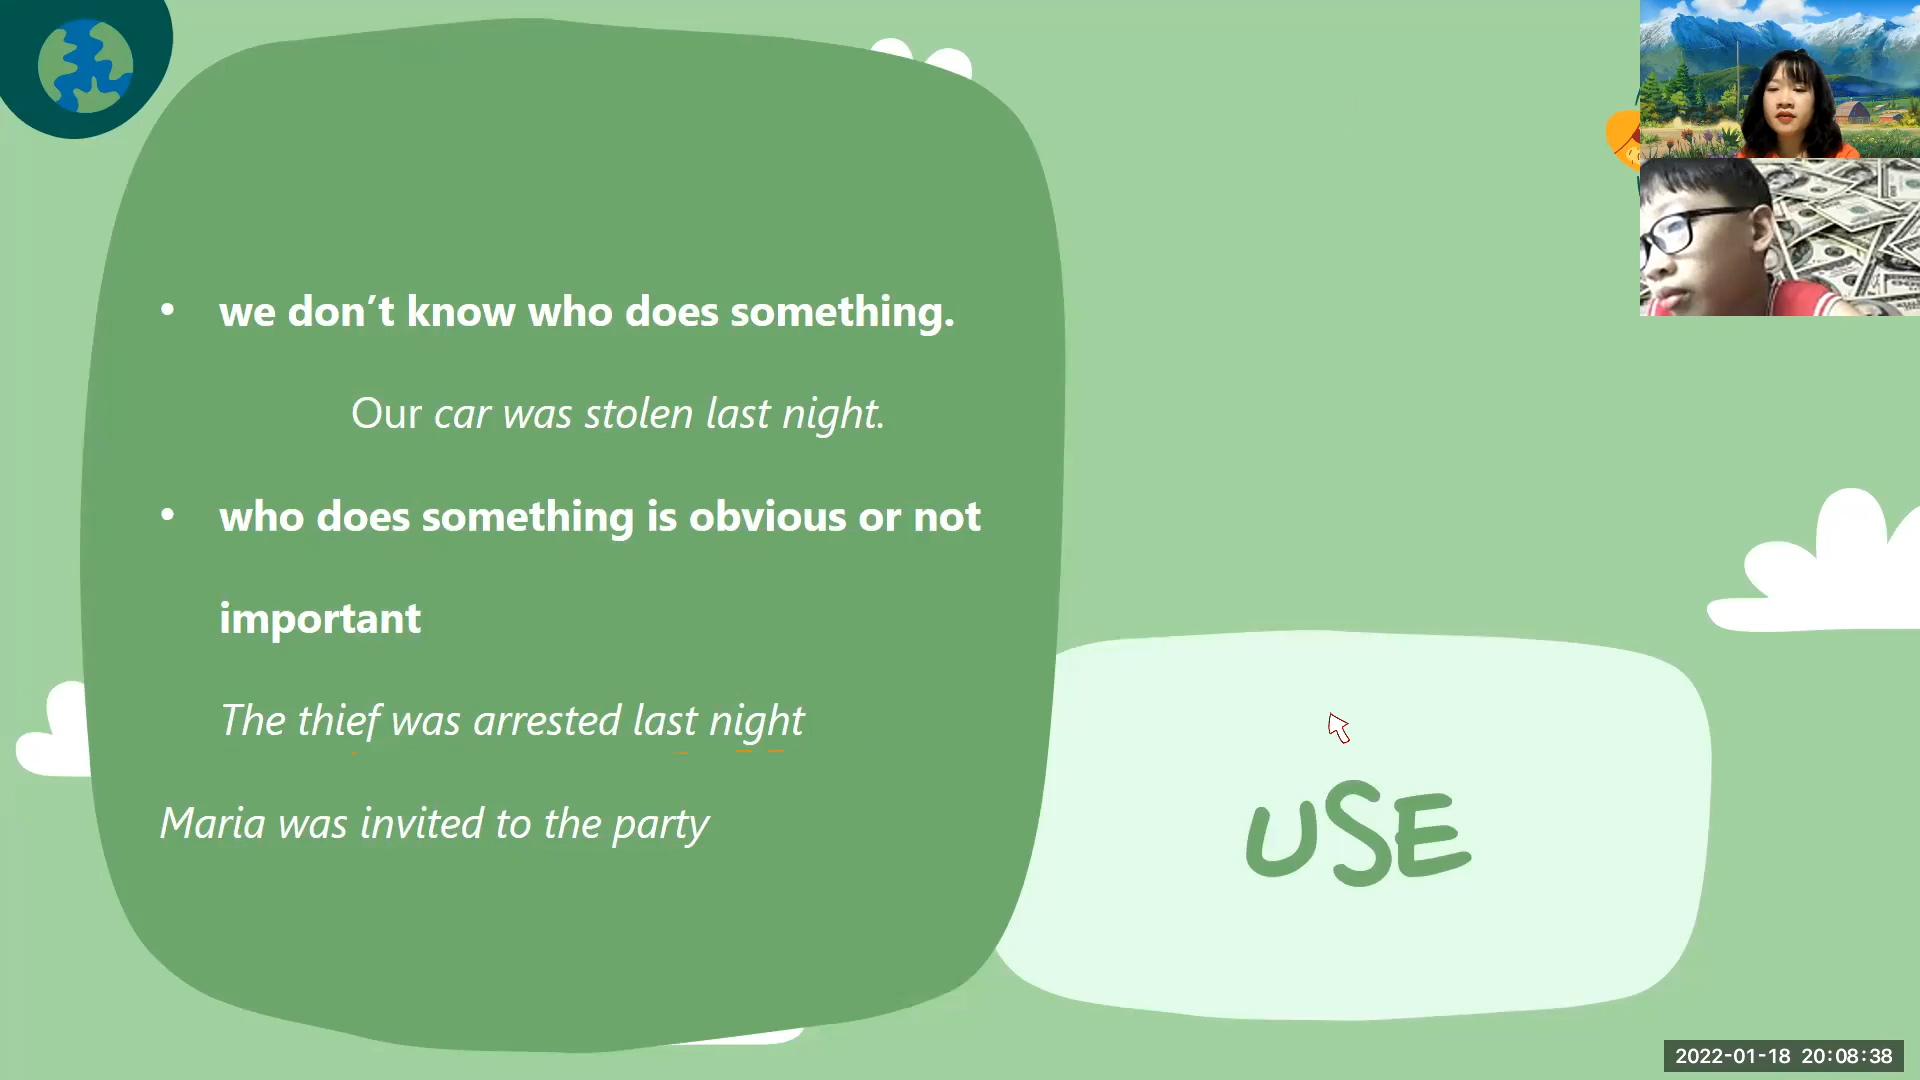 • we don’t know who does something.
Our car was stolen last night.
• who does something is obvious or not
important
The thief was arrested last night
Maria was invited to the party
USE
2022-01-18 20:08:38